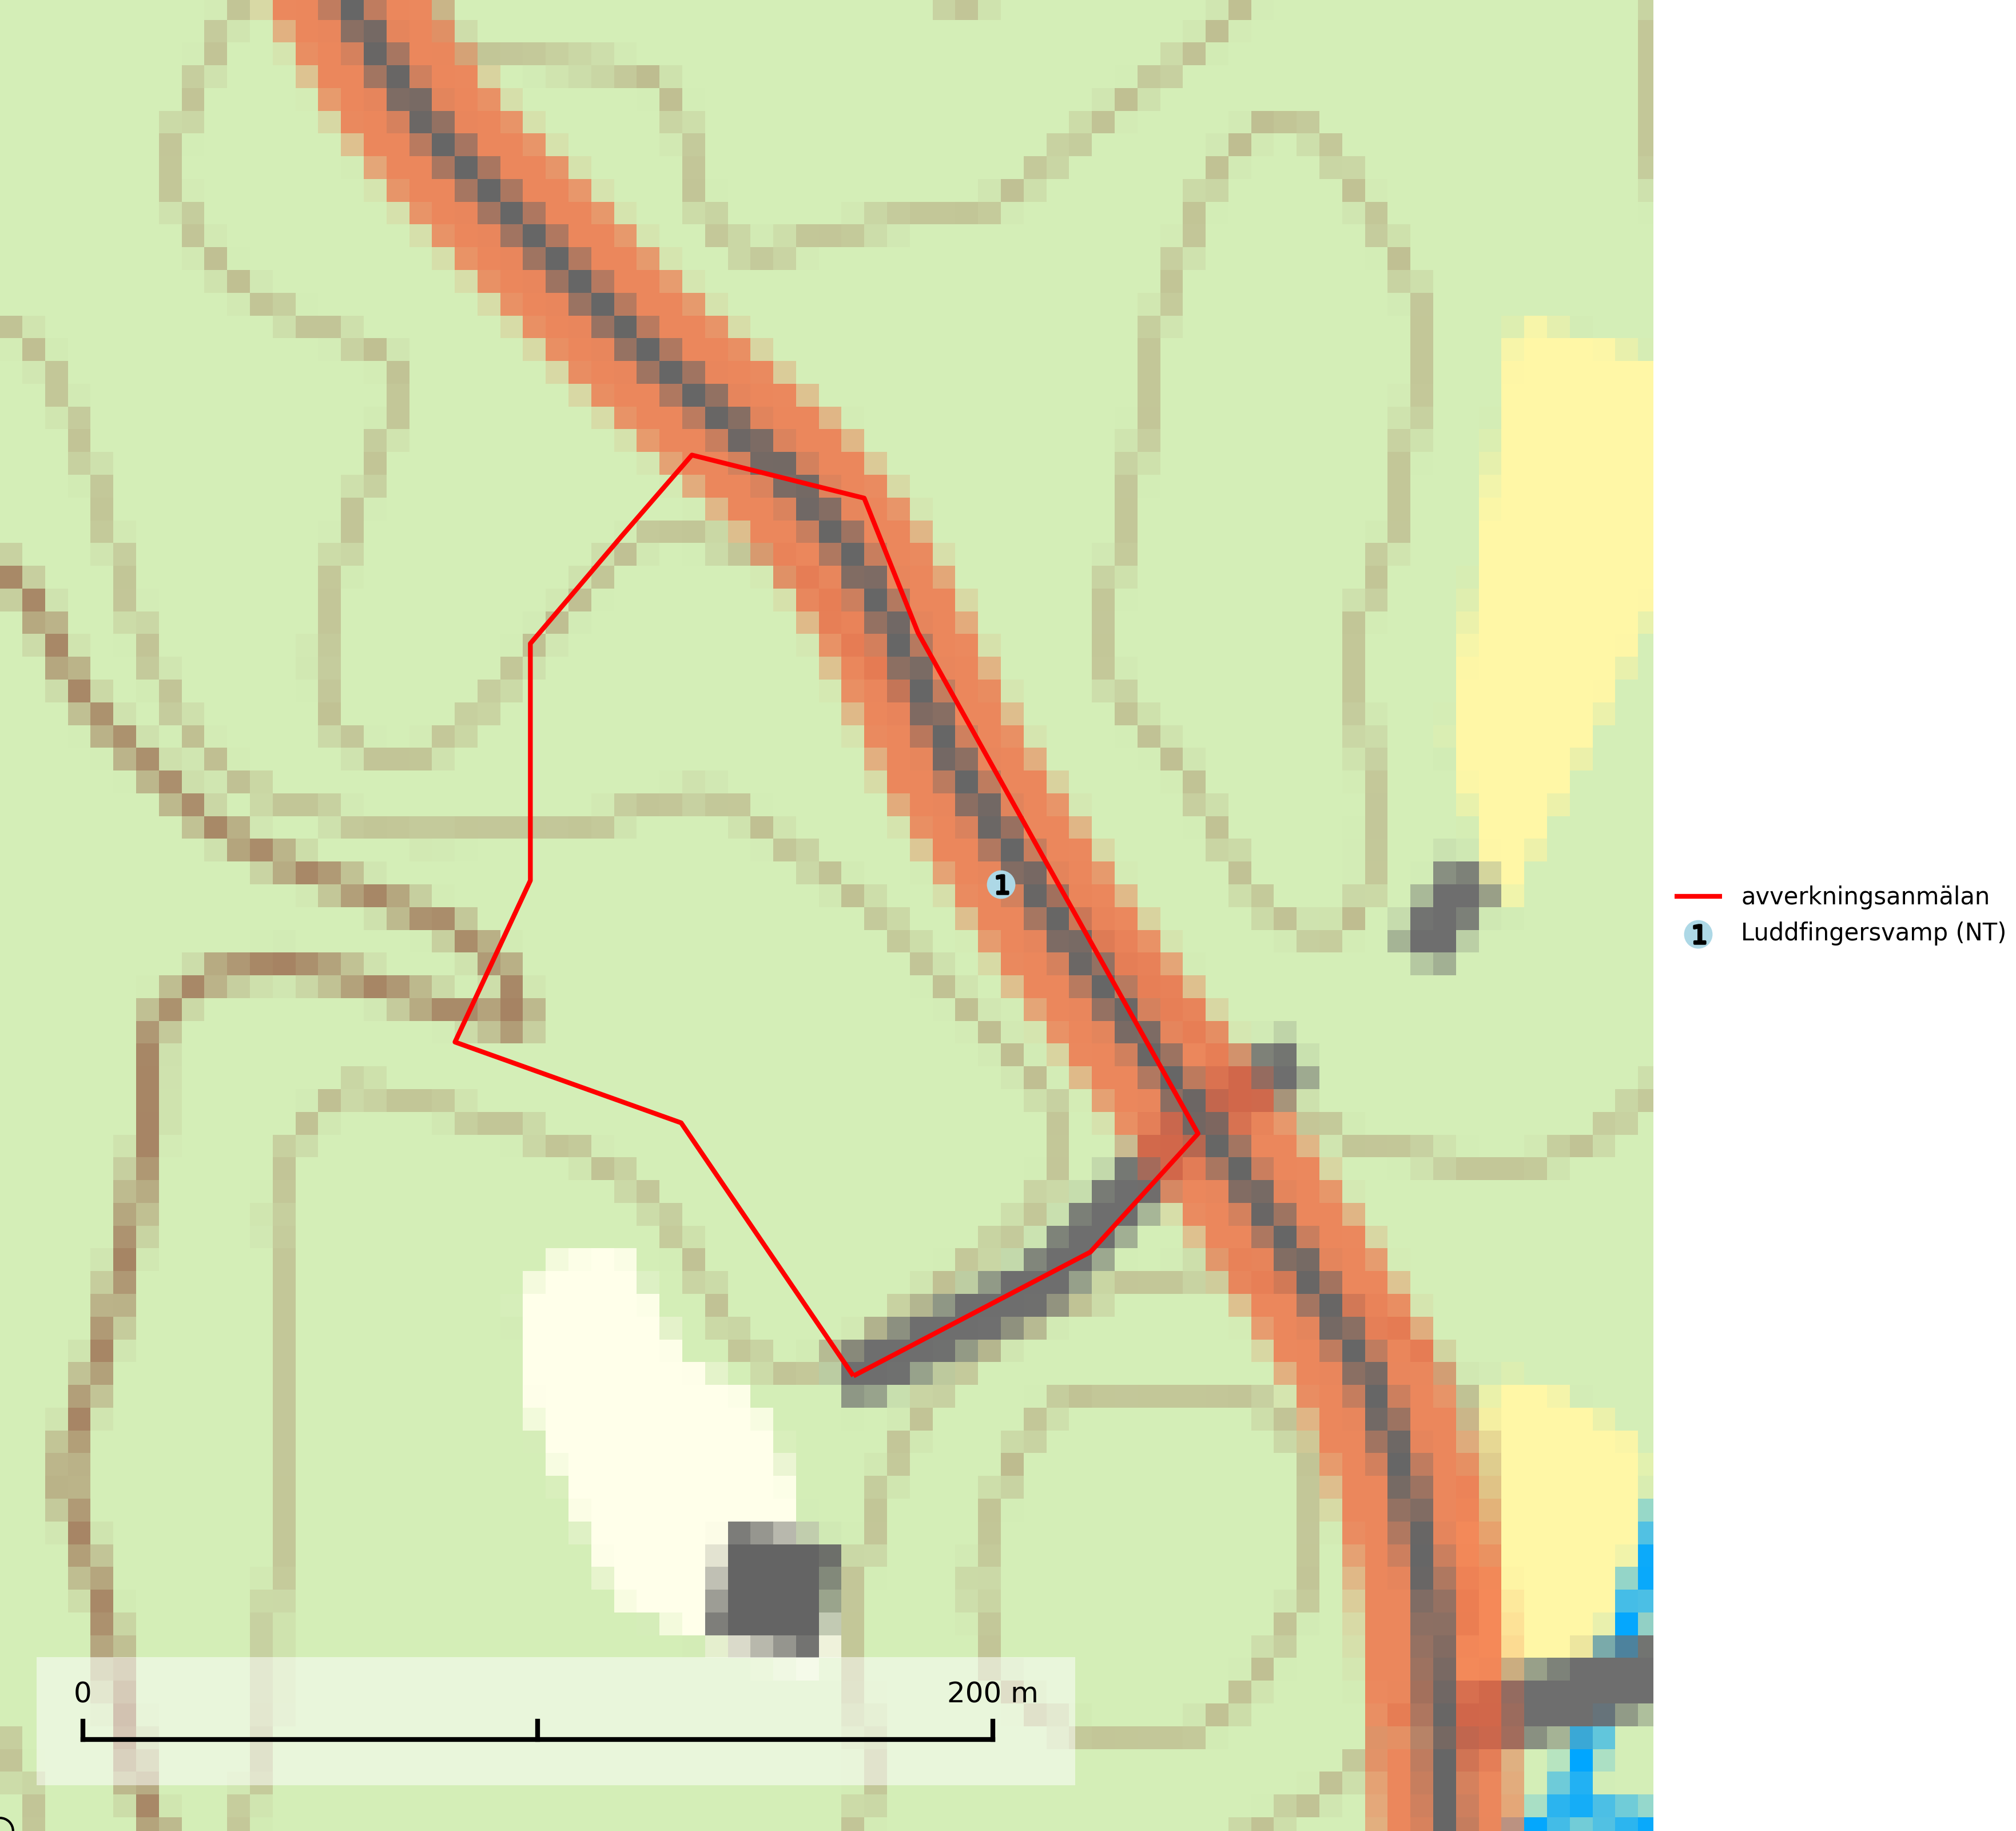 1
avverkningsanmälan
1 Luddfingersvamp (NT)
0 200 m